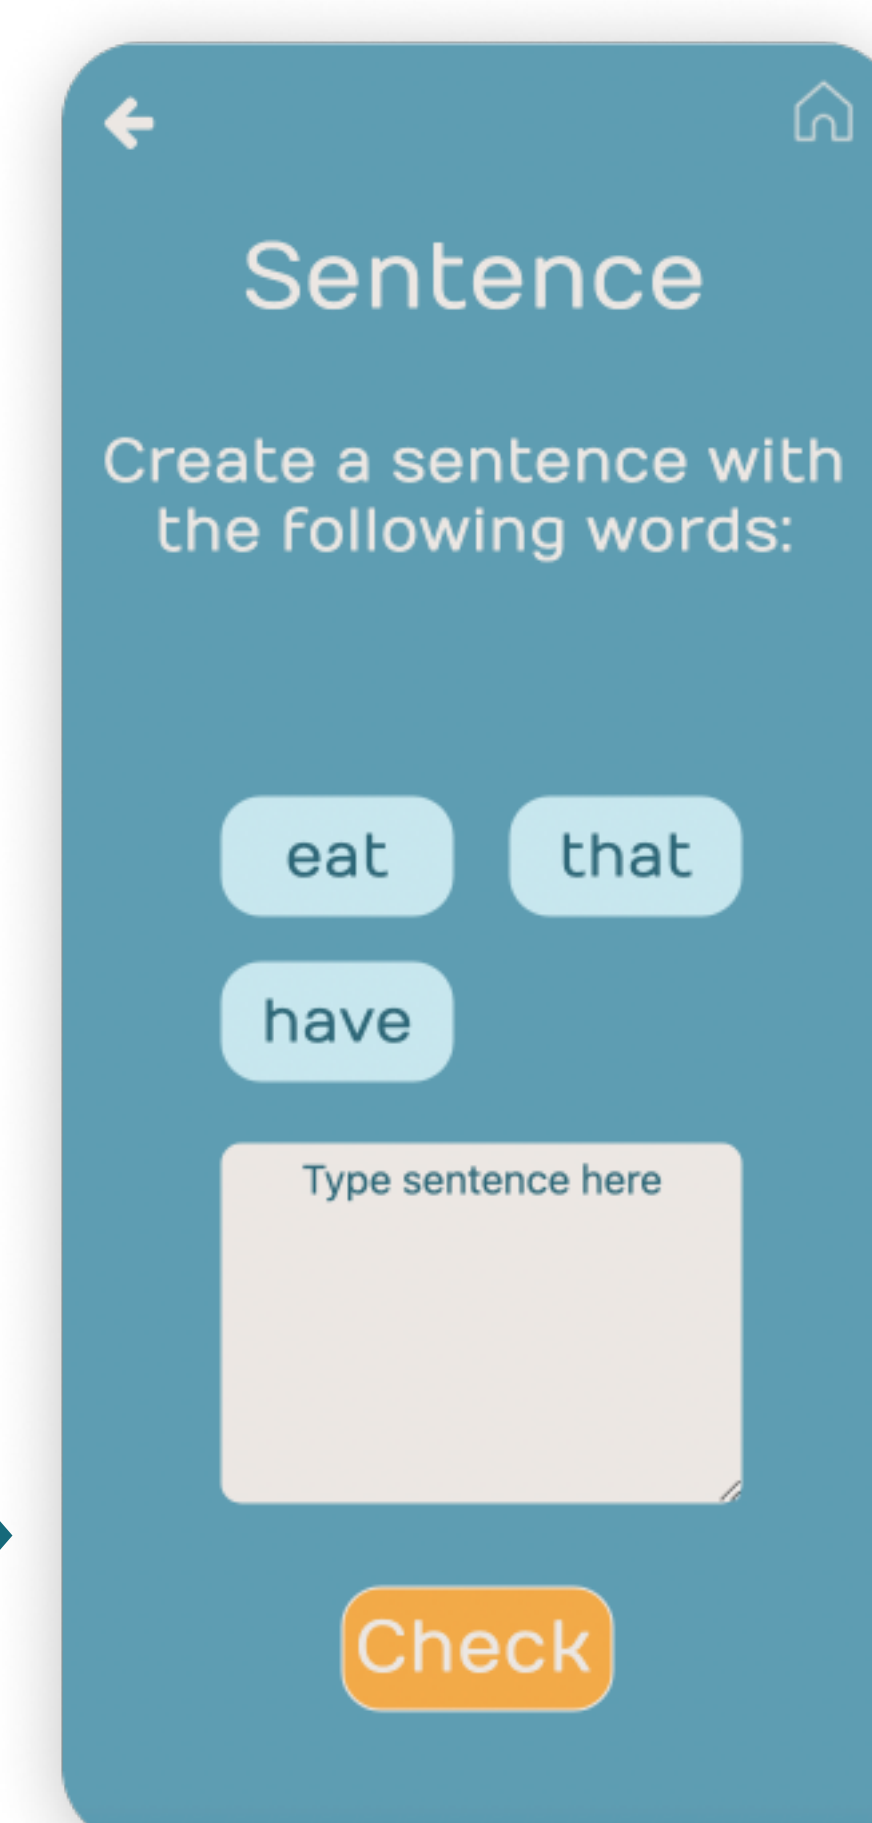 Sentence
Create a sentence with
the following words:
eat that
have
Type sentence here
Check